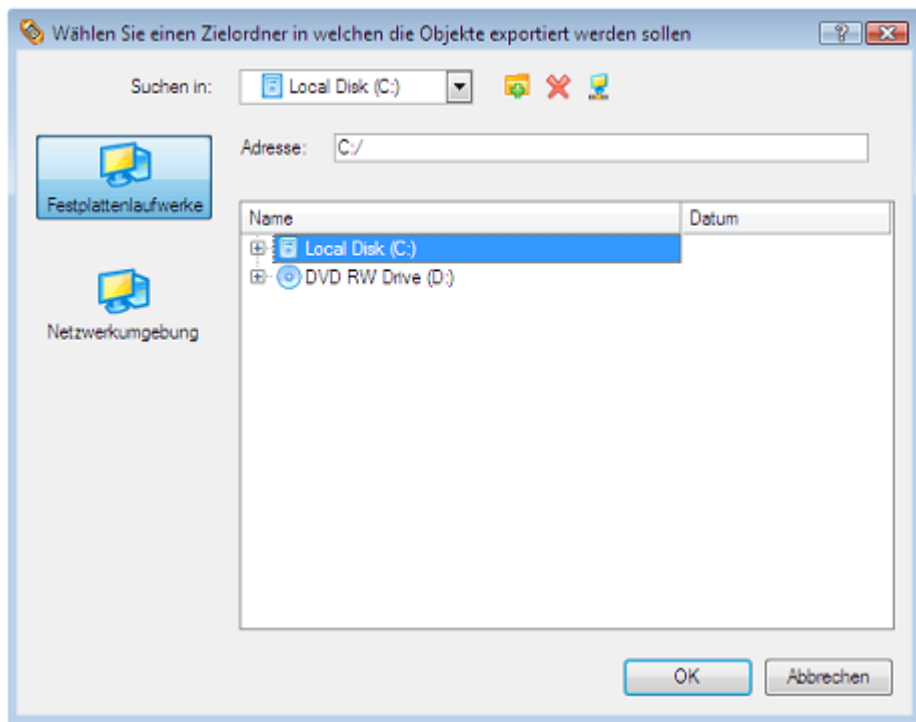 Wählen Sie einen Zielordner in welchen die Objekte exportiert werden sollen
Suchen in: Local Disk (C:)
Adresse: C:/
Festplattenlaufwerke
Netzwerkumgebung
Name Datum
Local Disk (C:)
DVD RW Drive (D:)
OK Abbrechen